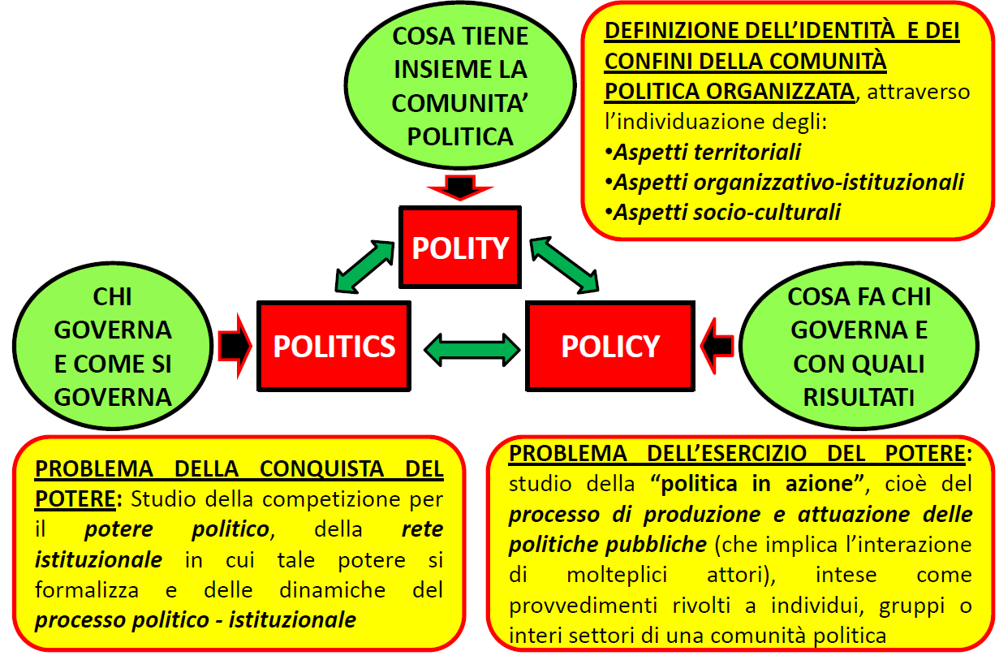 COSA TIENE
INSIEME LA
COMUNITA’
POLITICA
DEFINIZIONE DELL’IDENTITÀ E DEI
CONFINI DELLA COMUNITÀ
POLITICA ORGANIZZATA, attraverso
l’individuazione degli:
•Aspetti territoriali
•Aspetti organizzativo-istituzionali
•Aspetti socio-culturali
POLITY
CHI
GOVERNA
E COME SI
GOVERNA
POLITICS
POLICY
COSA FA CHI
GOVERNA E
CON QUALI
RISULTATI
PROBLEMA DELLA CONQUISTA DEL
POTERE: Studio della competizione per
il potere politico, della rete
istituzionale in cui tale potere si
formalizza e delle dinamiche del
processo politico - istituzionale
PROBLEMA DELL’ESERCIZIO DEL POTERE:
studio della “politica in azione”, cioè del
processo di produzione e attuazione delle
politiche pubbliche (che implica l’interazione
di molteplici attori), intese come
provvedimenti rivolti a individui, gruppi o
interi settori di una comunità politica